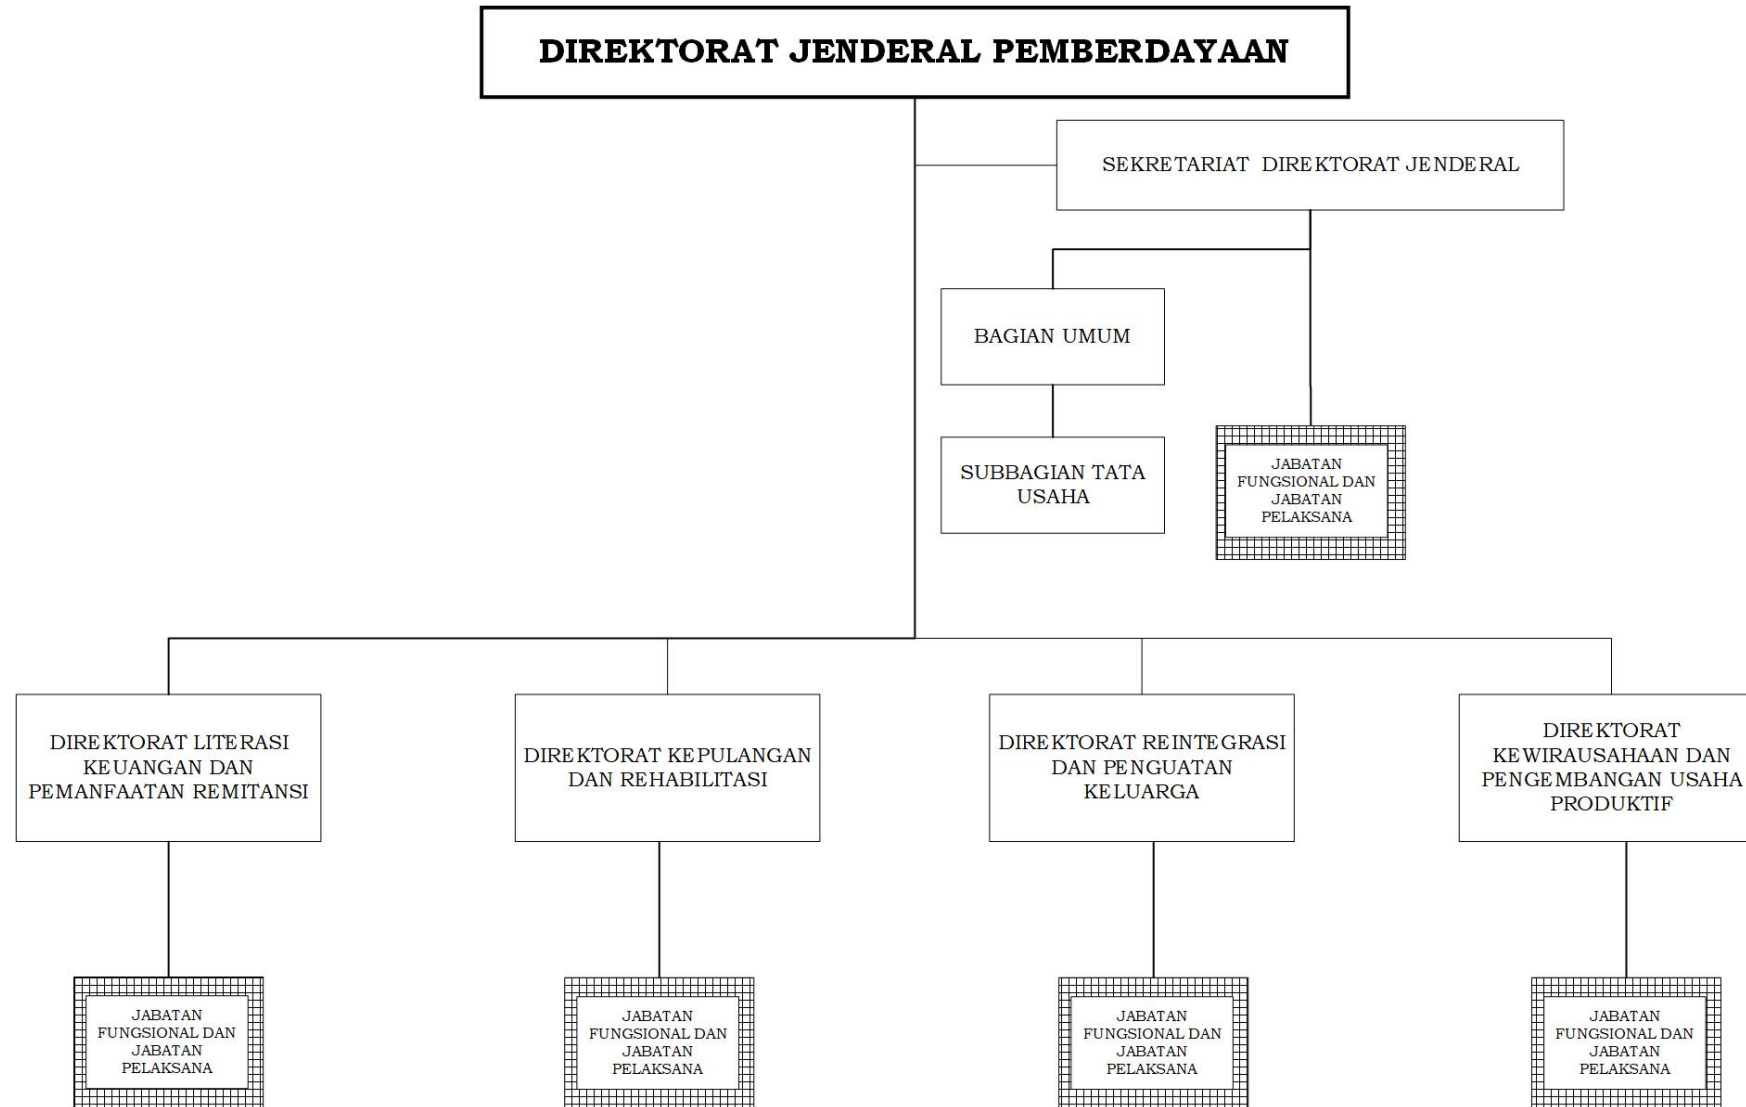 DIREKTORAT JENDERAL PEMBERDAYAAN
SEKRETARIAT DIREKTORAT JENDERAL
BAGIAN UMUM
SUBBAGIAN TATA
USAHA
JABATAN
FUNGSIONAL DAN
JABATAN
PELAKSANA
DIREKTORAT LITERASI
KEUANGAN DAN
PEMANFAATAN REMITANSI
DIREKTORAT KEPULANGAN
DAN REHABILITASI
DIREKTORAT REINTEGRASI
DAN PENGUATAN
KELUARGA
DIREKTORAT
KEWIRAUSAHAAN DAN
PENGEMBANGAN USAHA
PRODUKTIF
JABATAN
FUNGSIONAL DAN
JABATAN
PELAKSANA
JABATAN
FUNGSIONAL DAN
JABATAN
PELAKSANA
JABATAN
FUNGSIONAL DAN
JABATAN
PELAKSANA
JABATAN
FUNGSIONAL DAN
JABATAN
PELAKSANA